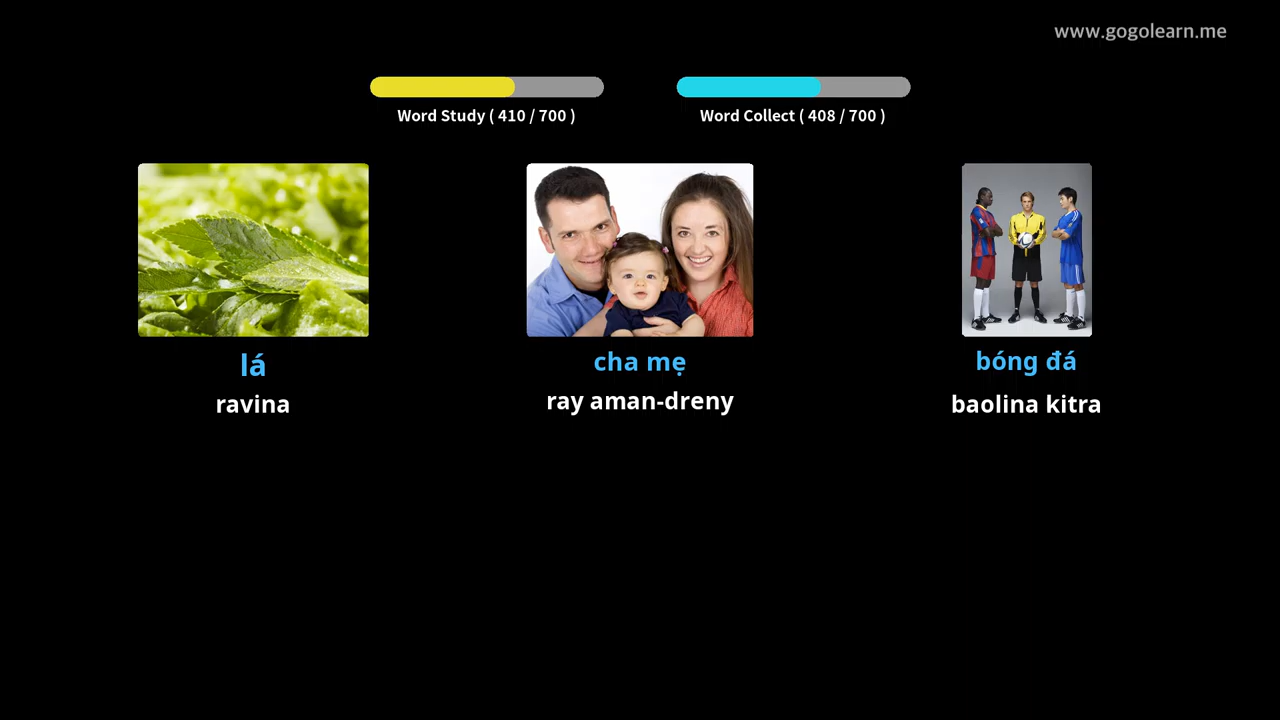 www.gogolearn.me
Word Study ( 410 / 700 )
Word Collect ( 408 / 700 )
lá
cha mẹ
bóng đá
ravina
ray aman-dreny
baolina kitra